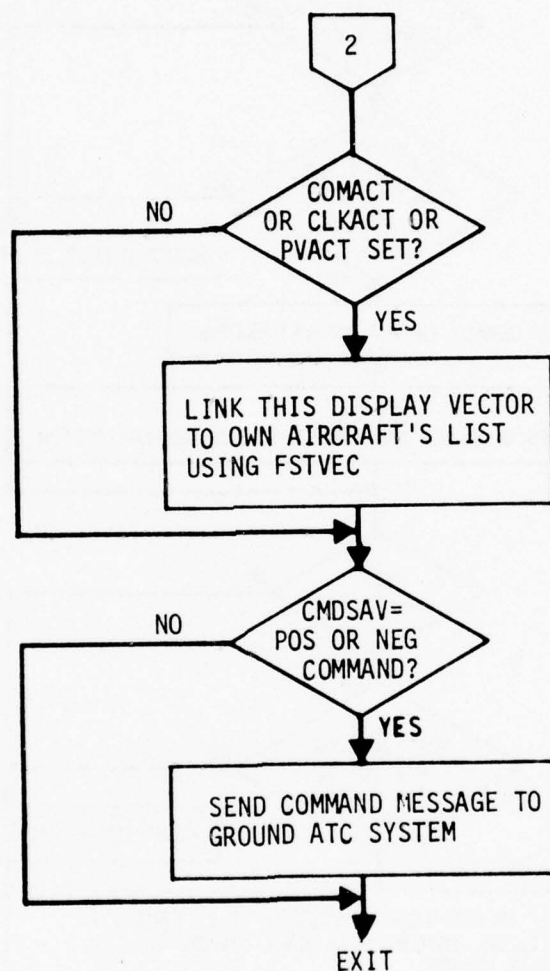 2
COMACT
OR CLKACT OR
PVACT SET?
NO
YES
LINK THIS DISPLAY VECTOR
TO OWN AIRCRAFT'S LIST
USING FSTVEC
CMDSAV=
POS OR NEG
COMMAND?
NO
YES
SEND COMMAND MESSAGE TO
GROUND ATC SYSTEM
EXIT